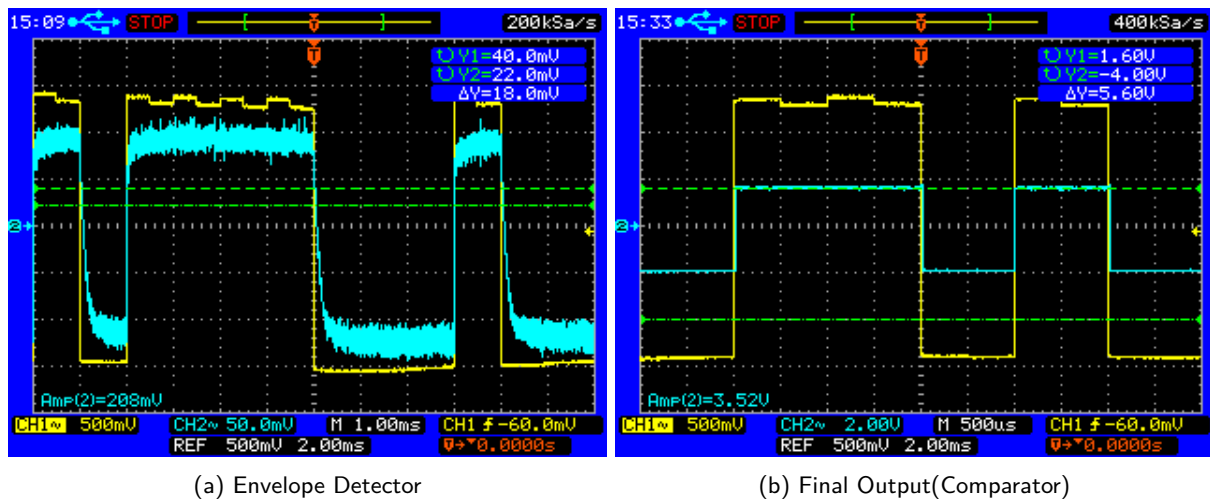 15:09 STOP T 200kSa/s
T
Y1=40.0mV
Y2=22.0mV
ΔY=18.0mV
2
Amp(2)=208mV
CH1~ 500mV CH2~ 50.0mV M 1.00ms CH1 -60.0mV
REF 500mV 2.00ms T→ 0.0000s
(a) Envelope Detector
15:33 STOP T 400kSa/s
T
Y1=1.60V
Y2=-4.00V
ΔY=5.60V
2
Amp(2)=3.52V
CH1~ 500mV CH2~ 2.00V M 500us CH1 -60.0mV
REF 500mV 2.00ms T→ 0.0000s
(b) Final Output(Comparator)